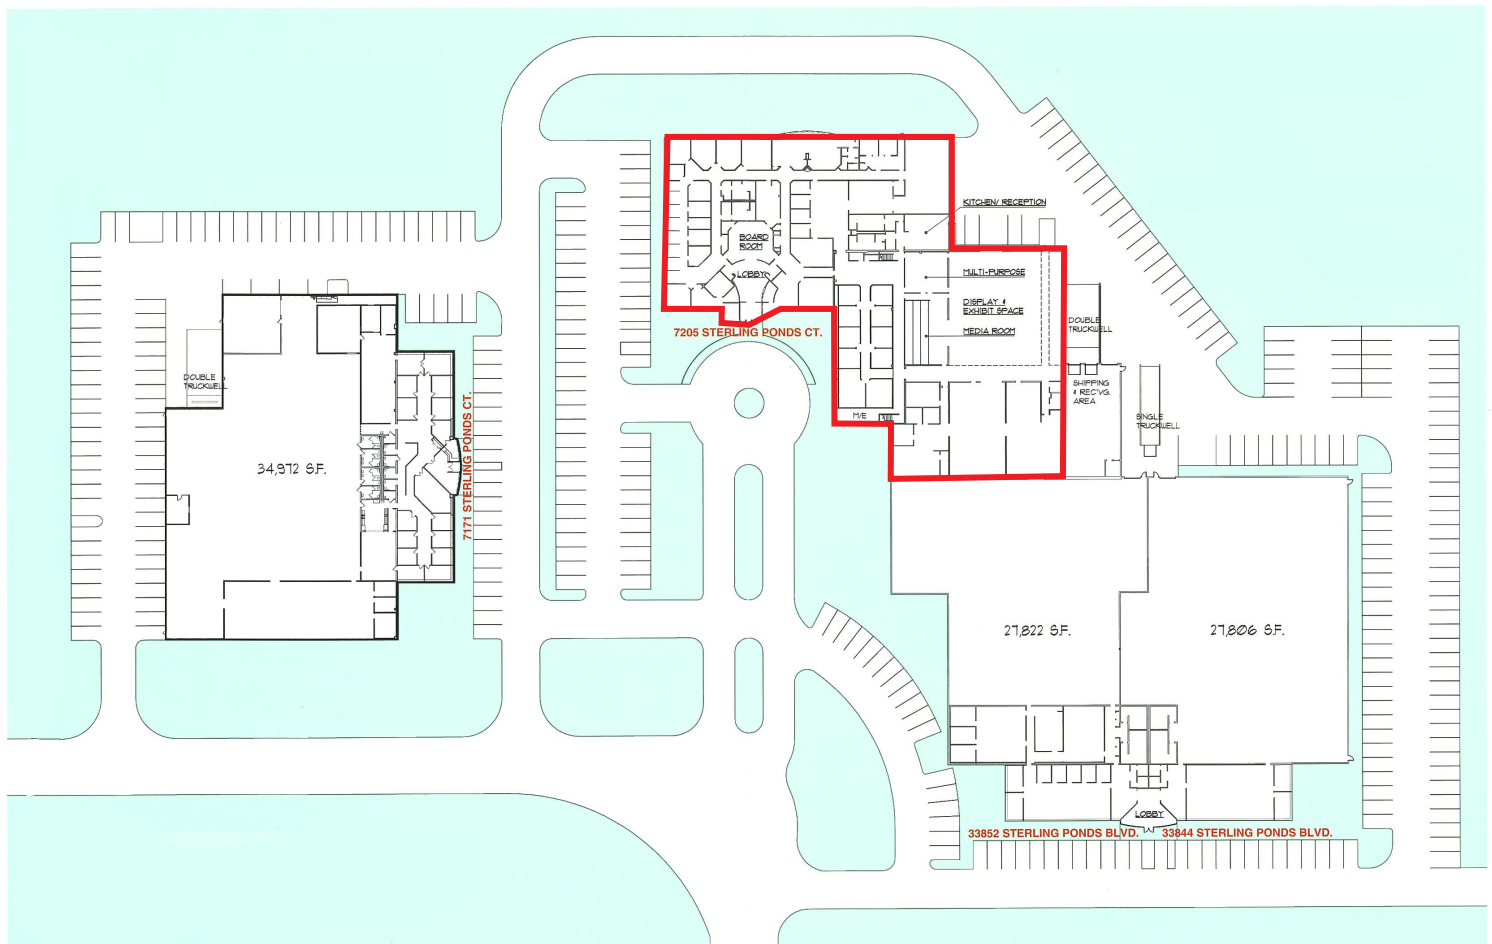 KITCHEN/ RECEPTION
BOARD
ROOM
LOBBY
MULTI-PURPOSE
DISPLAY &
EXHIBIT SPACE
MEDIA ROOM
7205 STERLING PONDS CT.
DOUBLE
TRUCKWELL
SHIPPING
& REC'VG.
AREA
M/E
SINGLE
TRUCKWELL
DOUBLE
TRUCKWELL
34,972 S.F.
7171 STERLING PONDS CT.
27,822 S.F.
27,806 S.F.
LOBBY
33852 STERLING PONDS BLVD.
33844 STERLING PONDS BLVD.